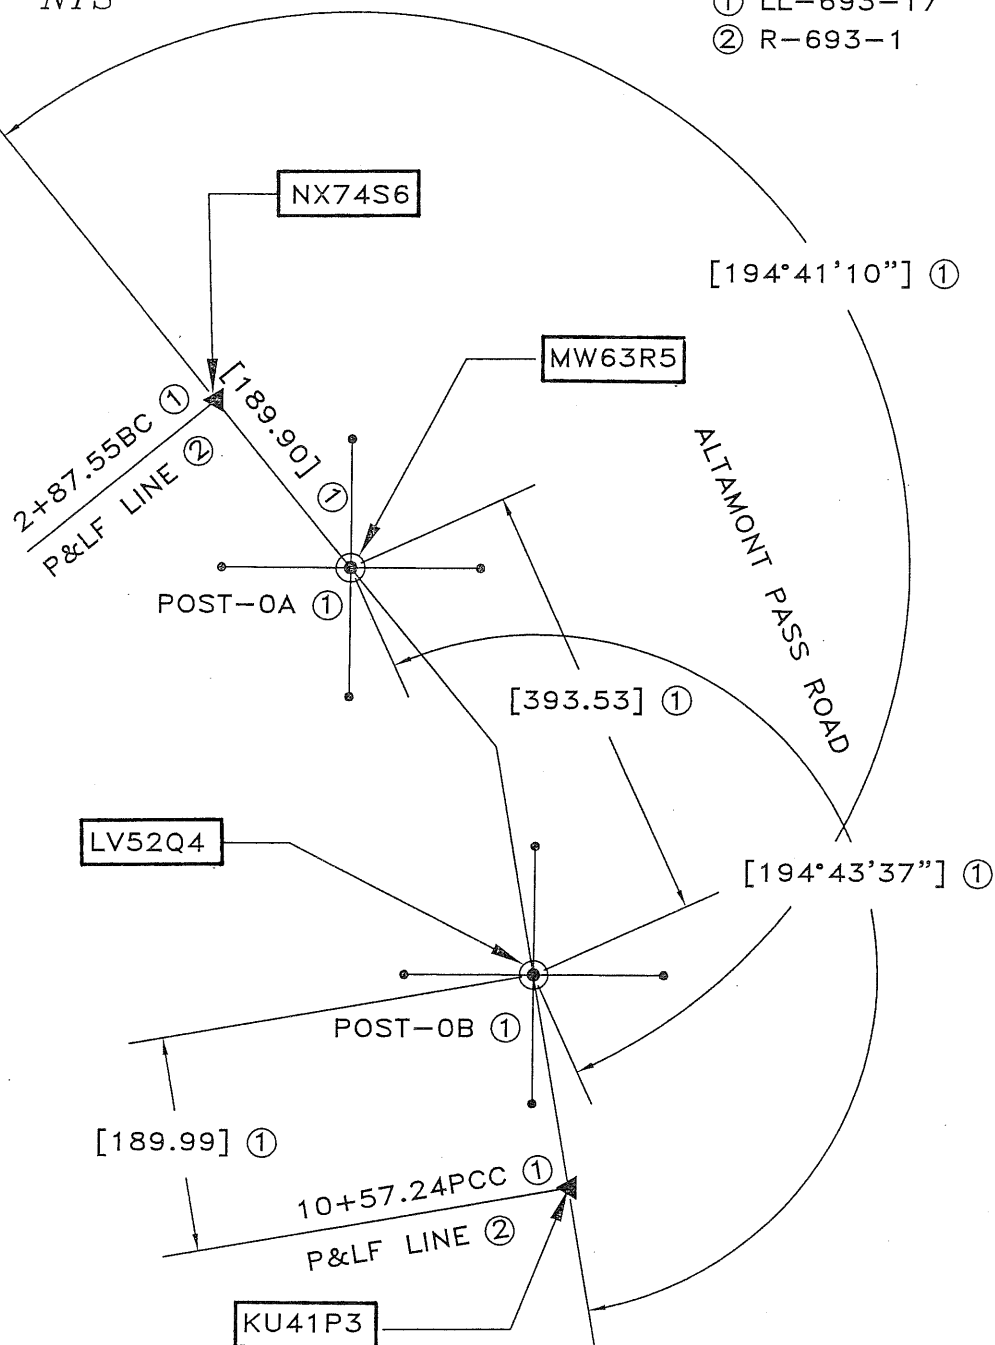 NTS
① LL-693-17
② R-693-1
NX74S6
[194°41'10"] ①
MW63R5
[189.90] ①
2+87.55BC ①
P&LF LINE ②
ALTAMONT PASS ROAD
POST-0A ①
[393.53] ①
LV52Q4
[194°43'37"] ①
POST-0B ①
[189.99] ①
10+57.24PCC ①
P&LF LINE ②
KU41P3